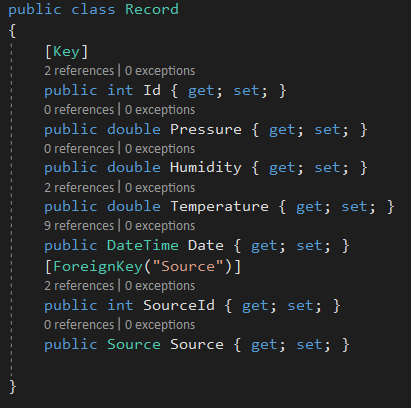 public class Record
{
[Key]
2 references | 0 exceptions
public int Id { get; set; }
0 references | 0 exceptions
public double Pressure { get; set; }
0 references | 0 exceptions
public double Humidity { get; set; }
2 references | 0 exceptions
public double Temperature { get; set; }
9 references | 0 exceptions
public DateTime Date { get; set; }
[ForeignKey("Source")]
2 references | 0 exceptions
public int SourceId { get; set; }
0 references | 0 exceptions
public Source Source { get; set; }
}